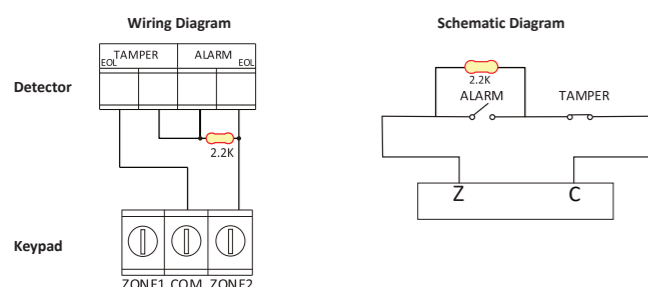 Wiring Diagram
Schematic Diagram
TAMPER ALARM
EOL EOL
Detector
2.2K
2.2K
ALARM TAMPER
Z C
Keypad
ZONE1 COM ZONE2